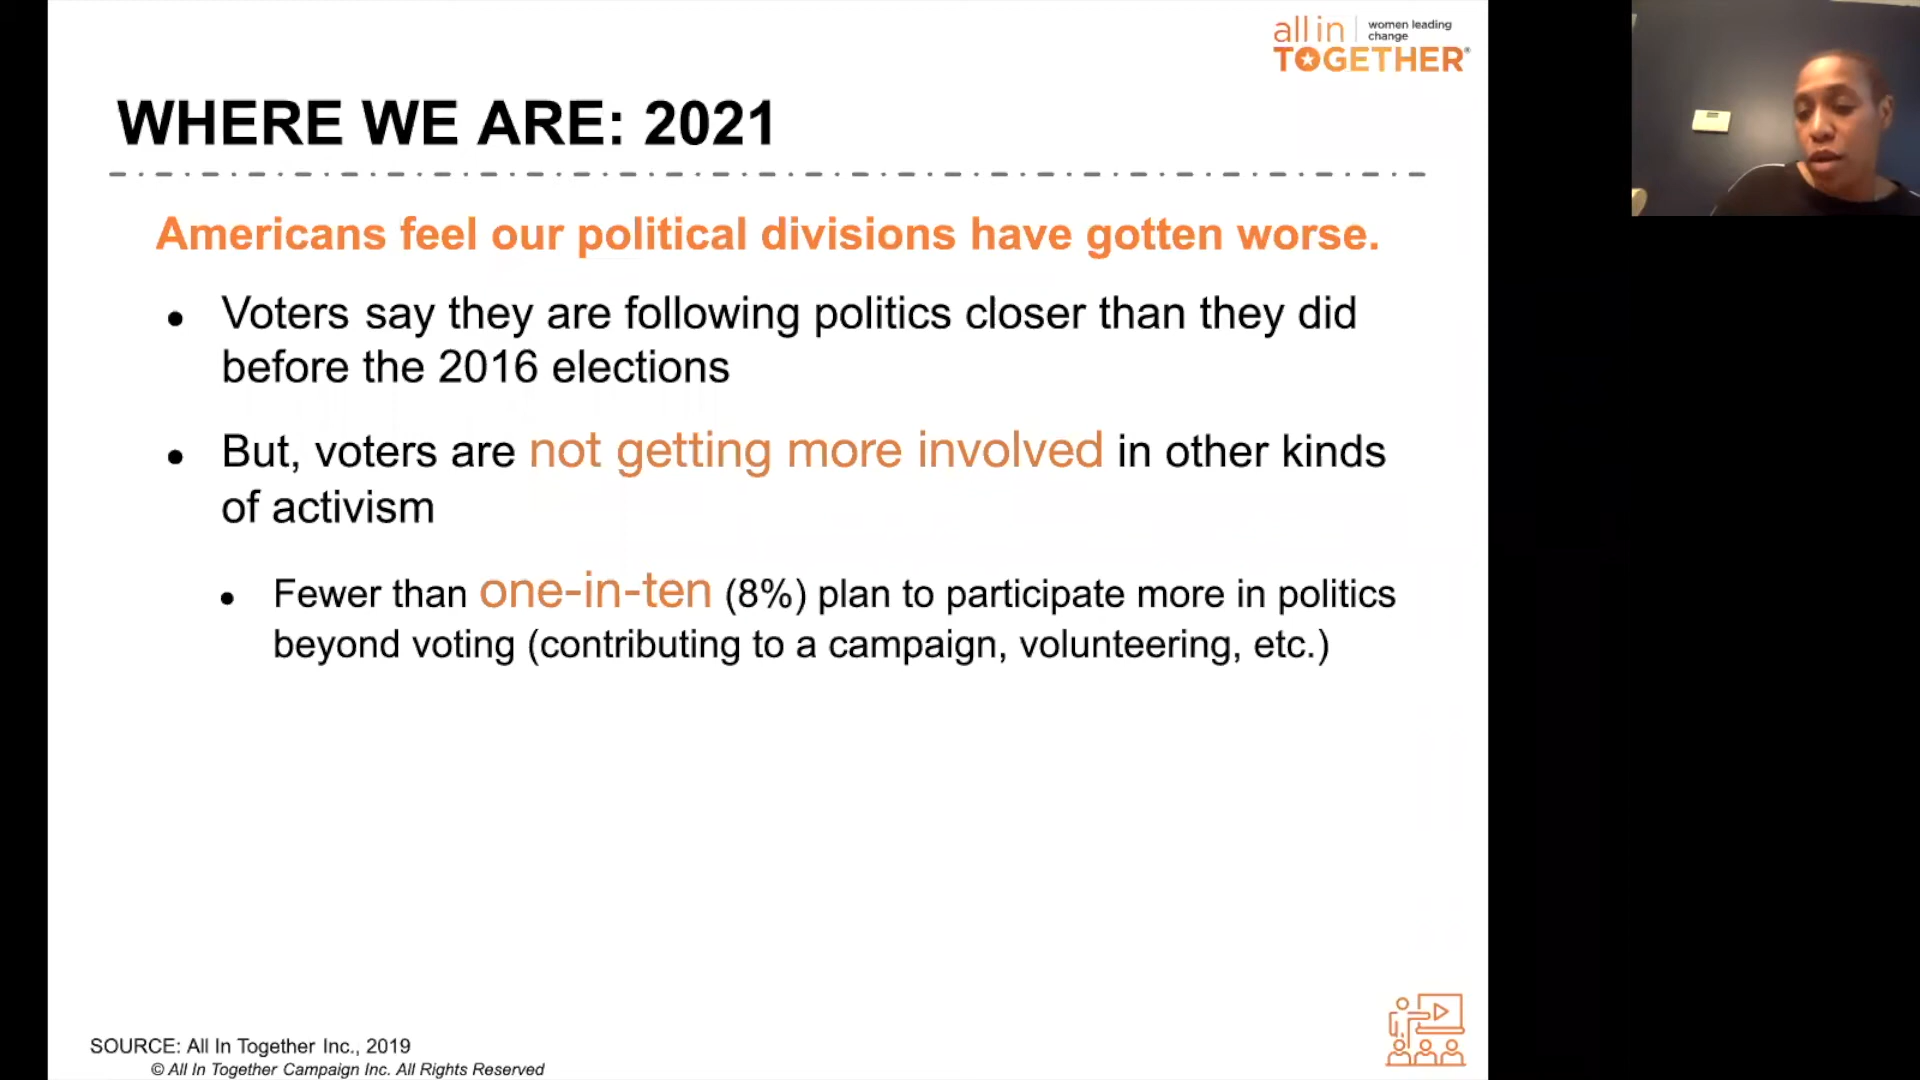 all in
women leading
change
TOGETHER®
WHERE WE ARE: 2021
Americans feel our political divisions have gotten worse.
• Voters say they are following politics closer than they did
before the 2016 elections
• But, voters are not getting more involved in other kinds
of activism
• Fewer than one-in-ten (8%) plan to participate more in politics
beyond voting (contributing to a campaign, volunteering, etc.)
SOURCE: All In Together Inc., 2019
© All In Together Campaign Inc. All Rights Reserved